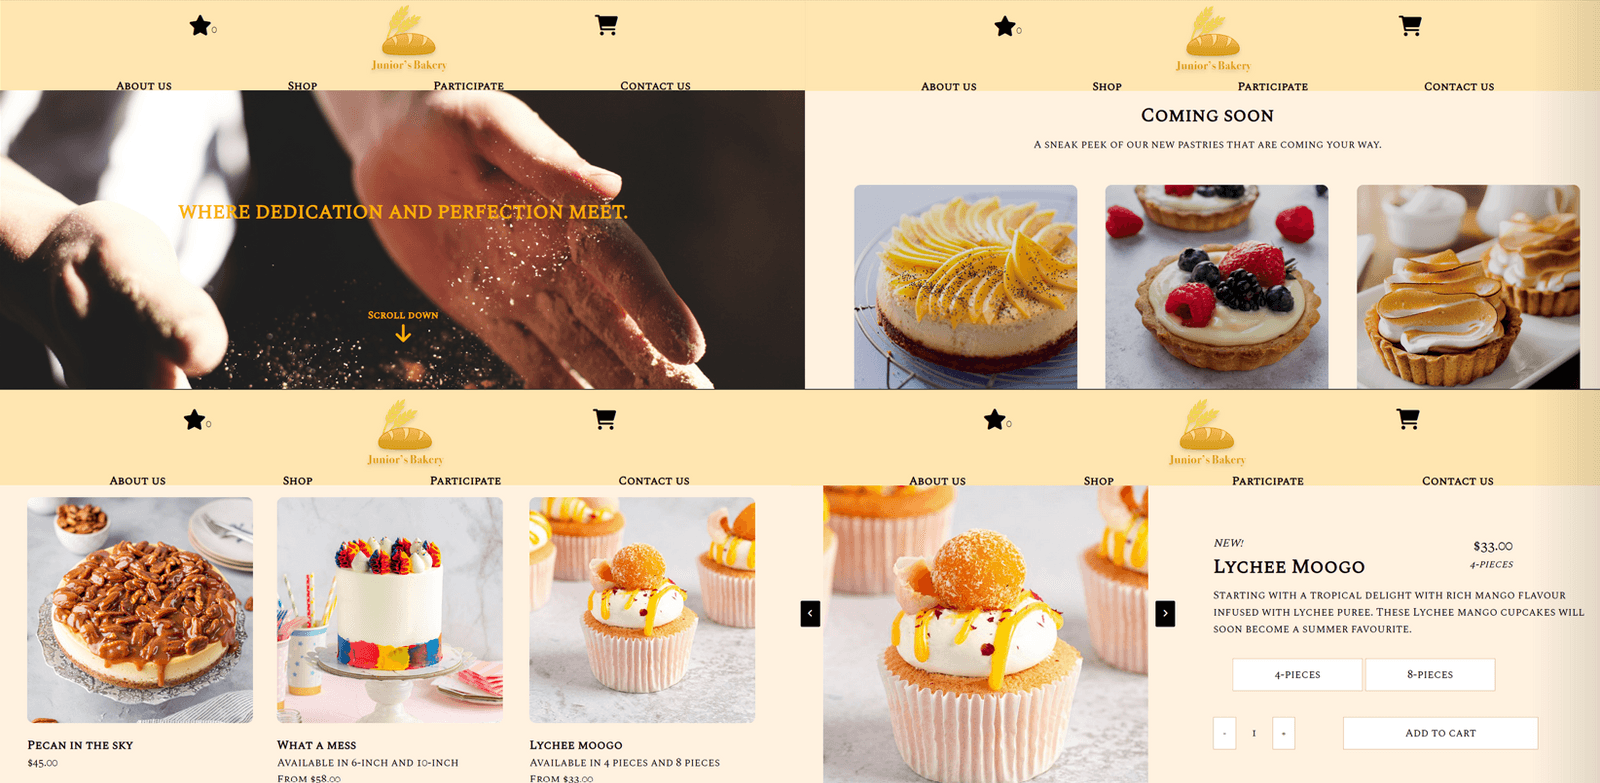 0
Junior's Bakery
About us Shop Participate Contact us
Where dedication and perfection meet.
Scroll down
0
Junior's Bakery
About us Shop Participate Contact us
Coming soon
A sneak peek of our new pastries that are coming your way.
0
Junior's Bakery
About us Shop Participate Contact us
Pecan in the sky
$45.00
What a mess
Available in 6-inch and 10-inch
From $58.00
Lychee moogo
Available in 4 pieces and 8 pieces
From $33.00
0
Junior's Bakery
About us Shop Participate Contact us
New!
Lychee Moogo
$33.00
4-pieces
Starting with a tropical delight with rich mango flavour
infused with lychee puree. These Lychee mango cupcakes will
soon become a summer favourite.
4-pieces 8-pieces
- 1 + Add to cart